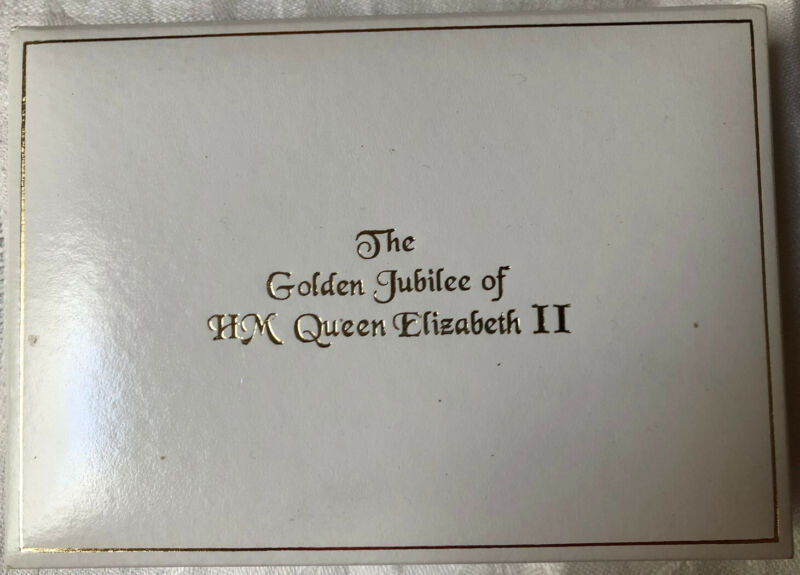 The
Golden Jubilee of
HM Queen Elizabeth II